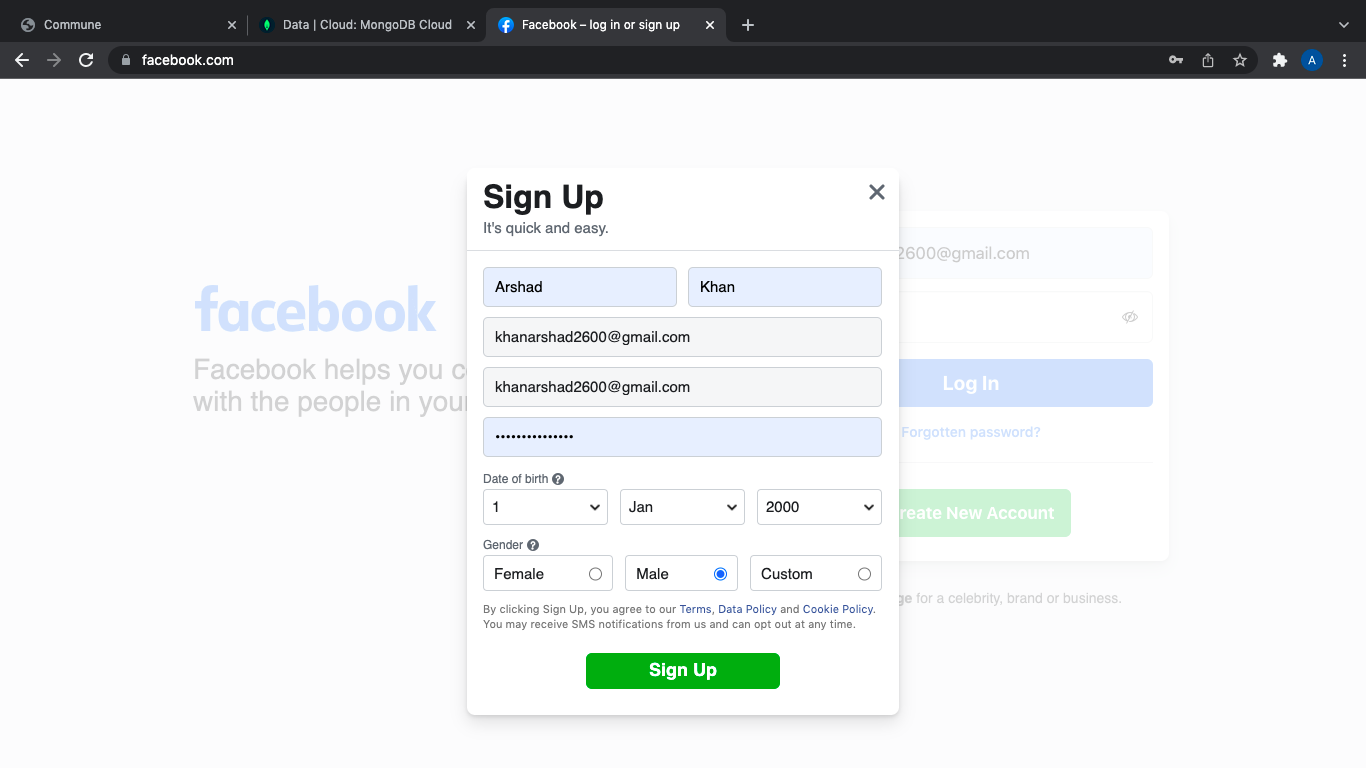 Commune
Data | Cloud: MongoDB Cloud
Facebook – log in or sign up
facebook.com
A
Sign Up
It's quick and easy.
Arshad
Khan
khanarshad2600@gmail.com
khanarshad2600@gmail.com
•••••••••••••••
Date of birth ?
1
Jan
2000
Gender ?
Female
Male
Custom
By clicking Sign Up, you agree to our Terms, Data Policy and Cookie Policy.
You may receive SMS notifications from us and can opt out at any time.
Sign Up
facebook
Facebook helps you c
with the people in your
2600@gmail.com
Log In
Forgotten password?
reate New Account
ge for a celebrity, brand or business.